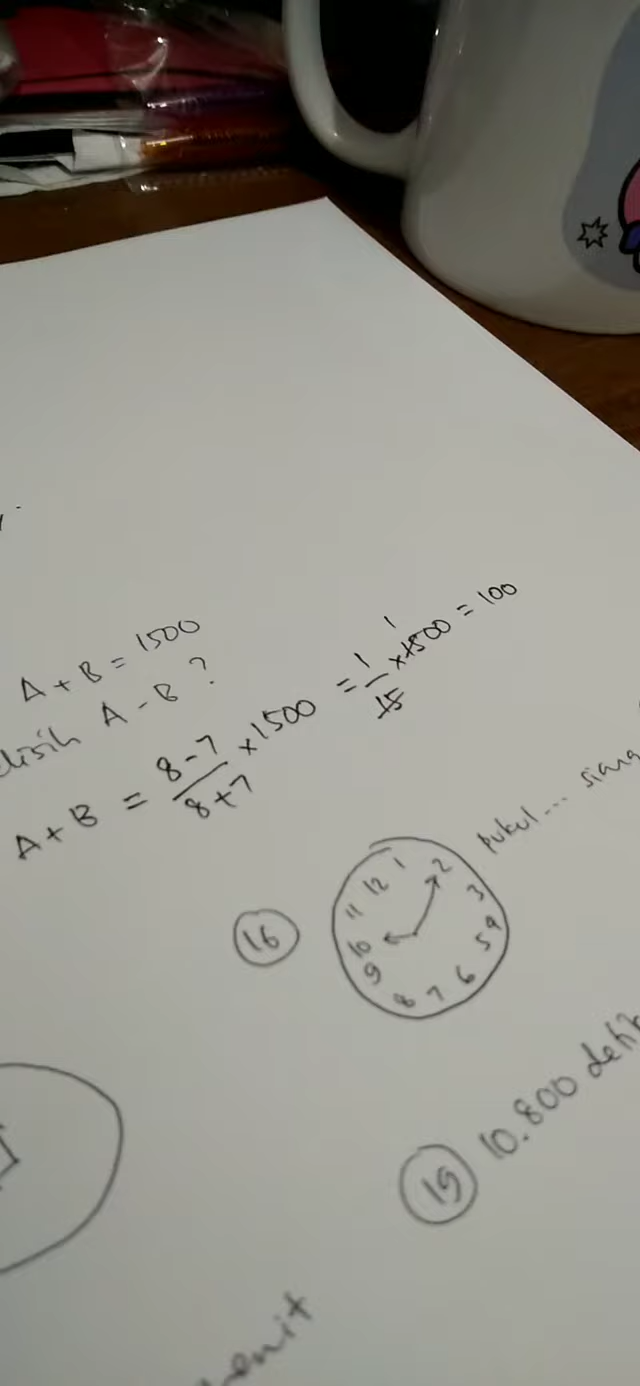 A + B = 1500
selisih A - B ?
A + B = 8-7/8+7 x 1500 = 1/15 x 1500 = 100
1
16
12 1 2 3 4 5 6 7 8 9 10 11
pukul... siang
19 10.800 detik
menit